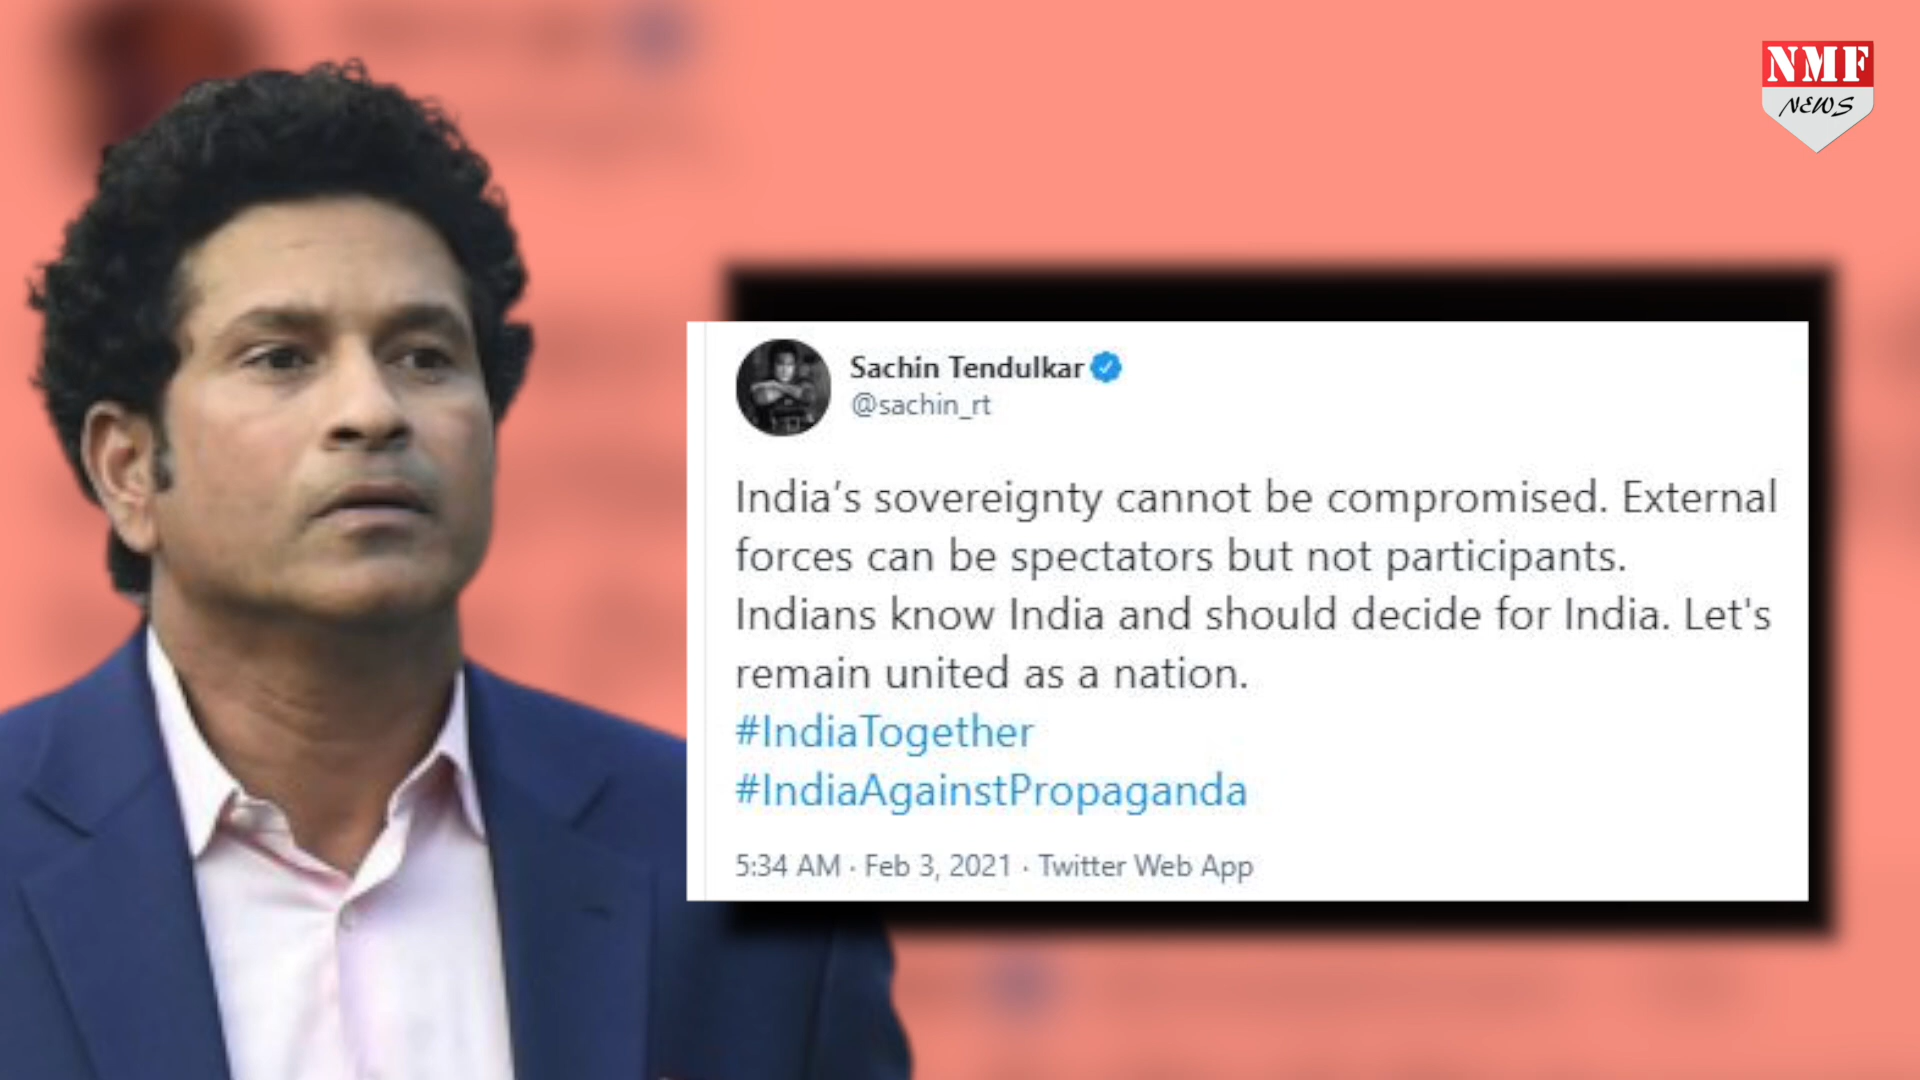 NMF
NEWS
Sachin Tendulkar
@sachin_rt
India’s sovereignty cannot be compromised. External
forces can be spectators but not participants.
Indians know India and should decide for India. Let's
remain united as a nation.
#IndiaTogether
#IndiaAgainstPropaganda
5:34 AM · Feb 3, 2021 · Twitter Web App